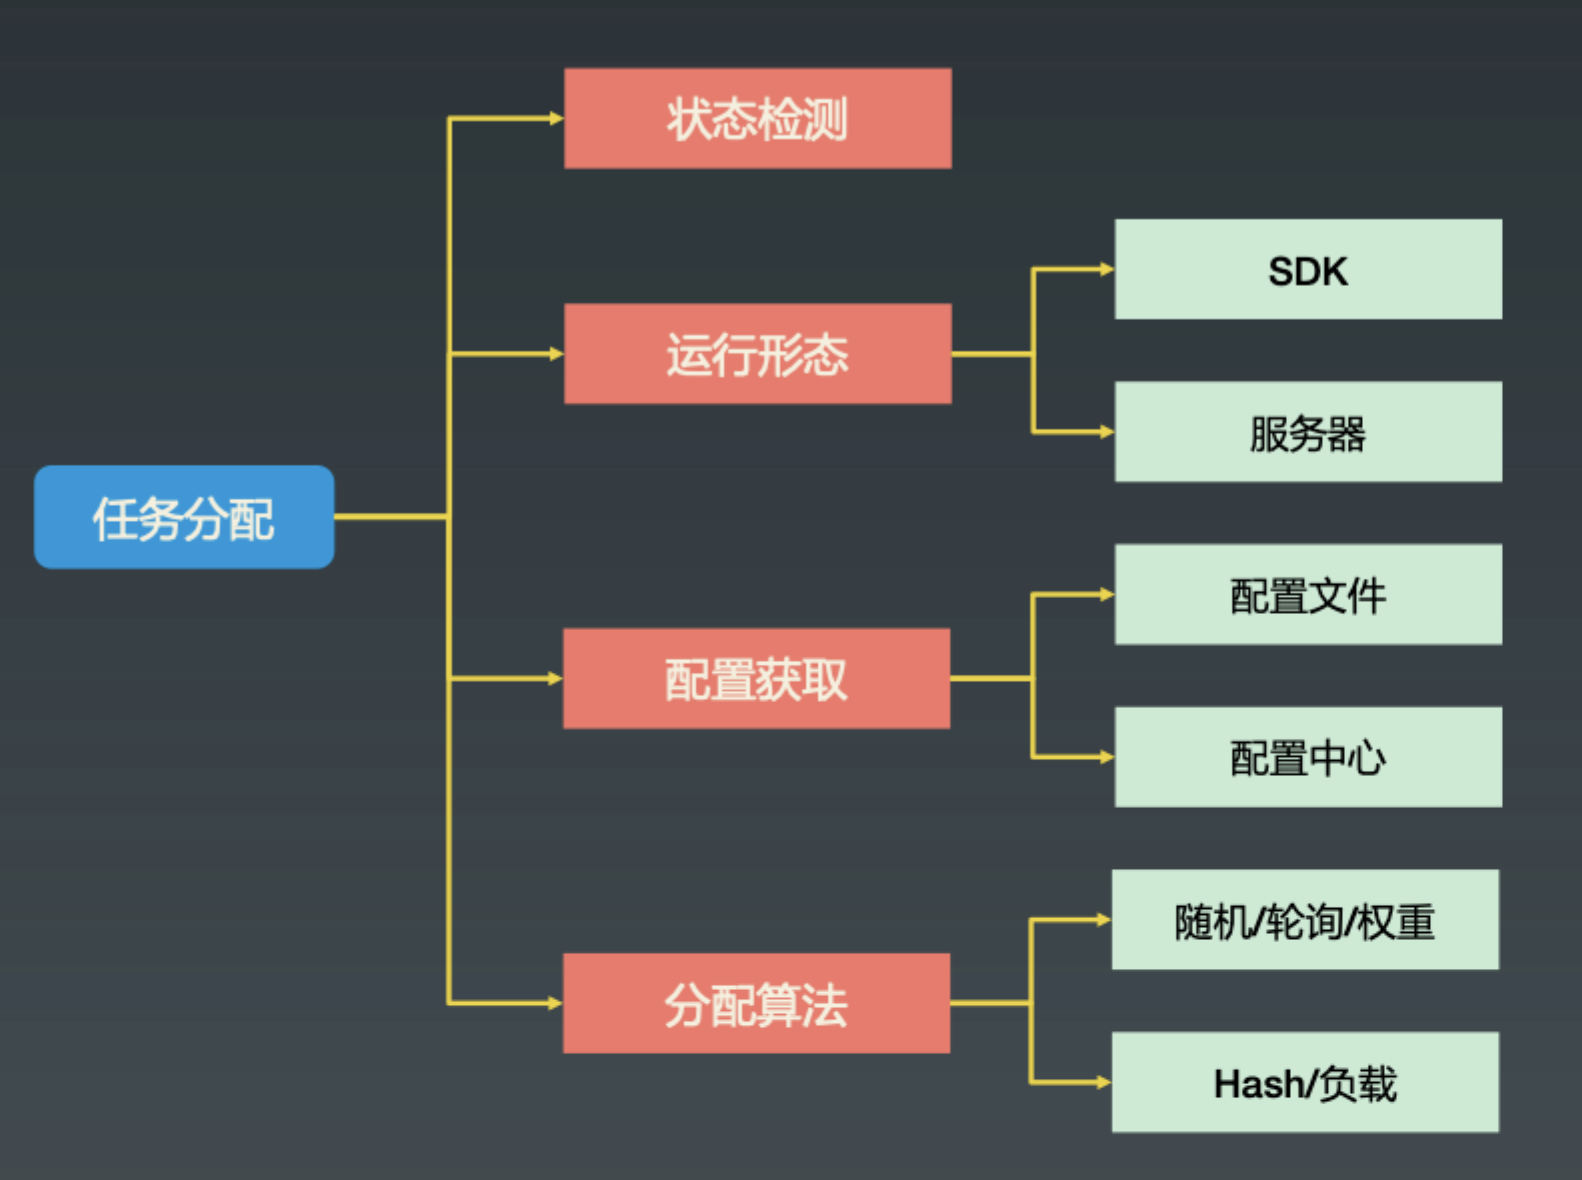 状态检测
SDK
运行形态
服务器
任务分配
配置文件
配置获取
配置中心
随机/轮询/权重
分配算法
Hash/负载